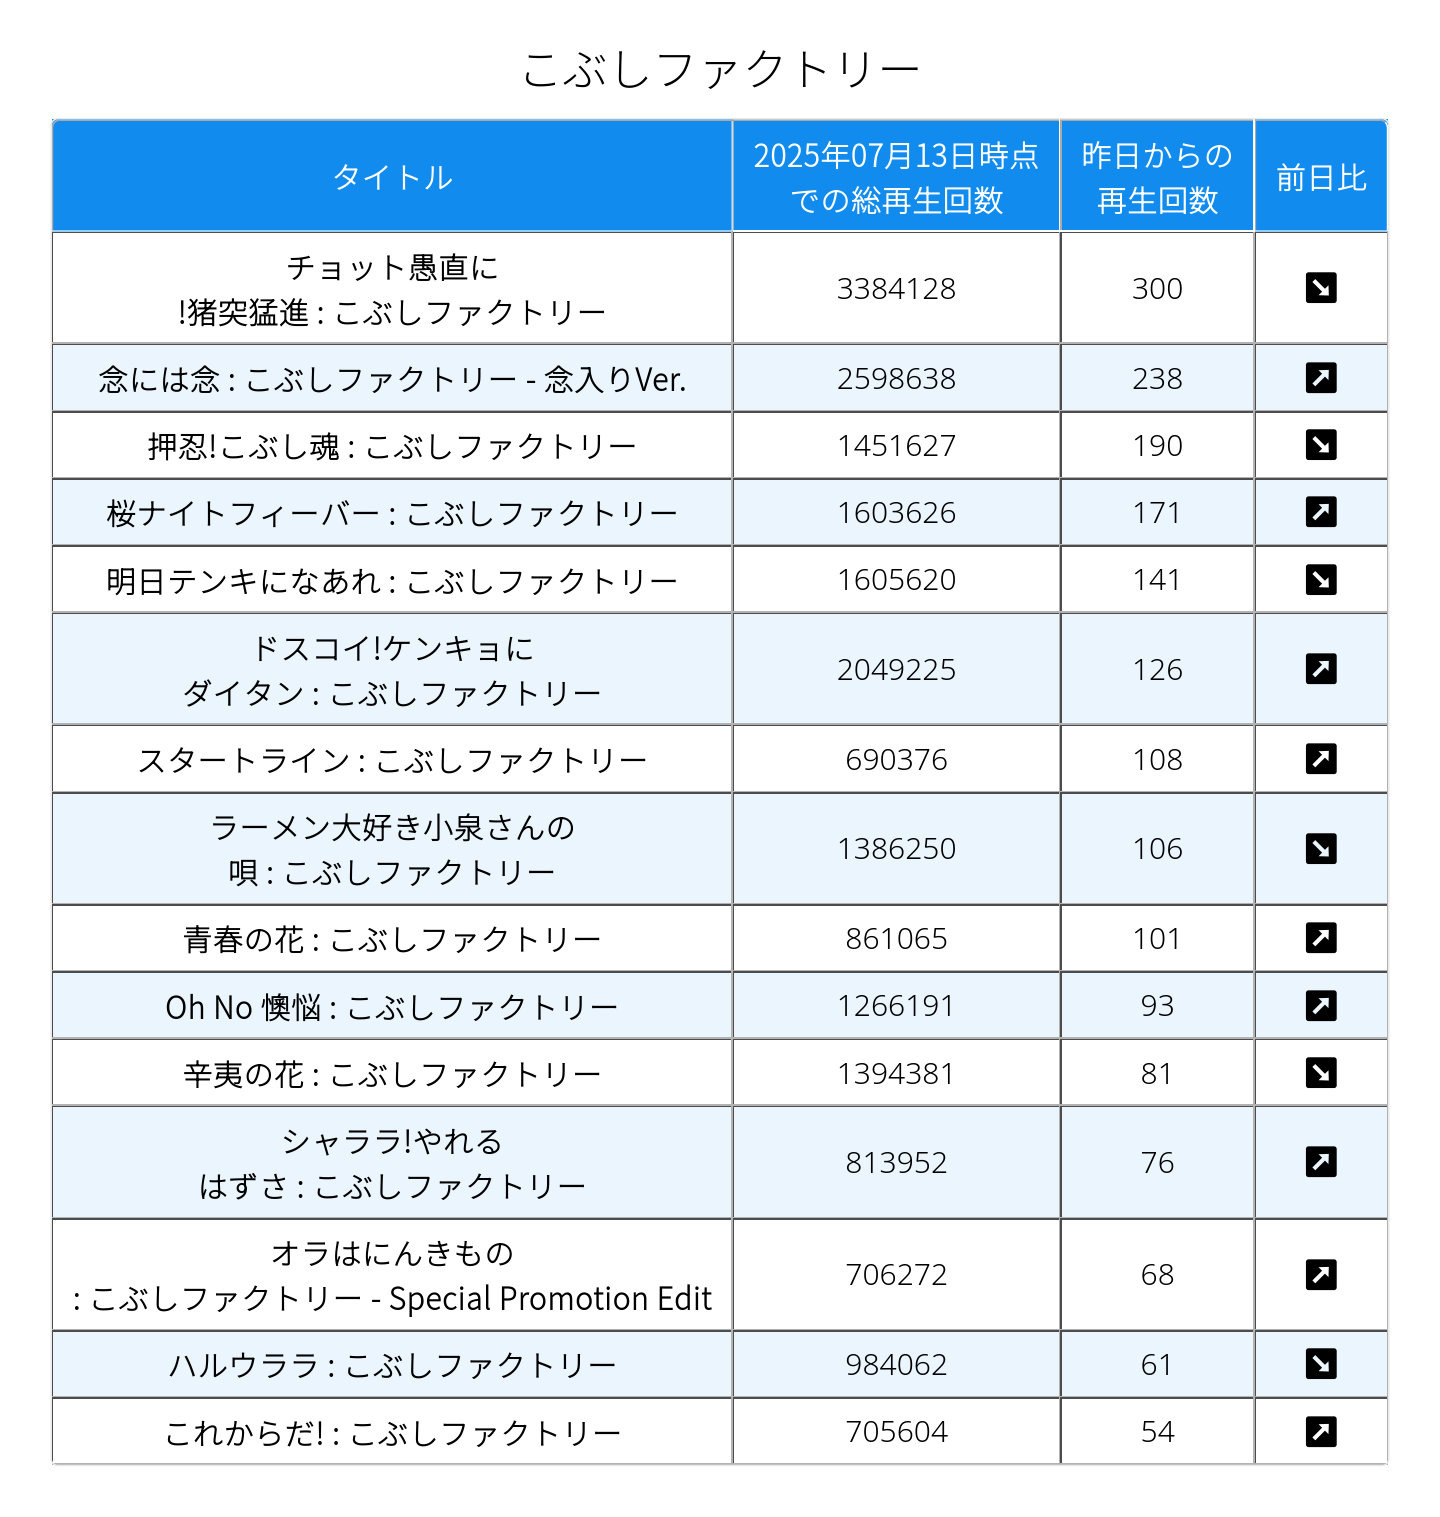 こぶしファクトリー
タイトル
2025年07月13日時点
での総再生回数
昨日からの
再生回数
前日比
チョット愚直に
!猪突猛進 : こぶしファクトリー
3384128
300
念には念 : こぶしファクトリー - 念入りVer.
2598638
238
押忍!こぶし魂 : こぶしファクトリー
1451627
190
桜ナイトフィーバー : こぶしファクトリー
1603626
171
明日テンキになあれ : こぶしファクトリー
1605620
141
ドスコイ!ケンキョに
ダイタン : こぶしファクトリー
2049225
126
スタートライン : こぶしファクトリー
690376
108
ラーメン大好き小泉さんの
唄 : こぶしファクトリー
1386250
106
青春の花 : こぶしファクトリー
861065
101
Oh No 懊悩 : こぶしファクトリー
1266191
93
辛夷の花 : こぶしファクトリー
1394381
81
シャララ!やれる
はずさ : こぶしファクトリー
813952
76
オラはにんきもの
: こぶしファクトリー - Special Promotion Edit
706272
68
ハルウララ : こぶしファクトリー
984062
61
これからだ! : こぶしファクトリー
705604
54